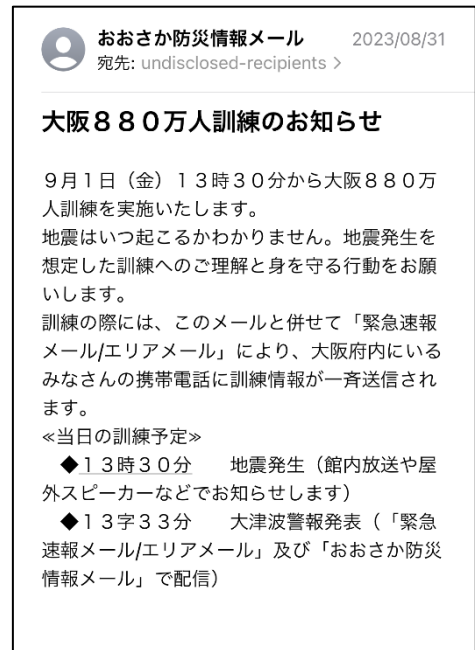 おおさか防災情報メール 2023/08/31
宛先: undisclosed-recipients >
大阪８８０万人訓練のお知らせ
９月１日（金）１３時３０分から大阪８８０万
人訓練を実施いたします。
地震はいつ起こるかわかりません。地震発生を
想定した訓練へのご理解と身を守る行動をお願
いします。
訓練の際には、このメールと併せて「緊急速報
メール/エリアメール」により、大阪府内にいる
みなさんの携帯電話に訓練情報が一斉送信され
ます。
≪当日の訓練予定≫
　◆１３時３０分　　地震発生（館内放送や屋
外スピーカーなどでお知らせします）
　◆１３字３３分　　大津波警報発表（「緊急
速報メール/エリアメール」及び「おおさか防災
情報メール」で配信）